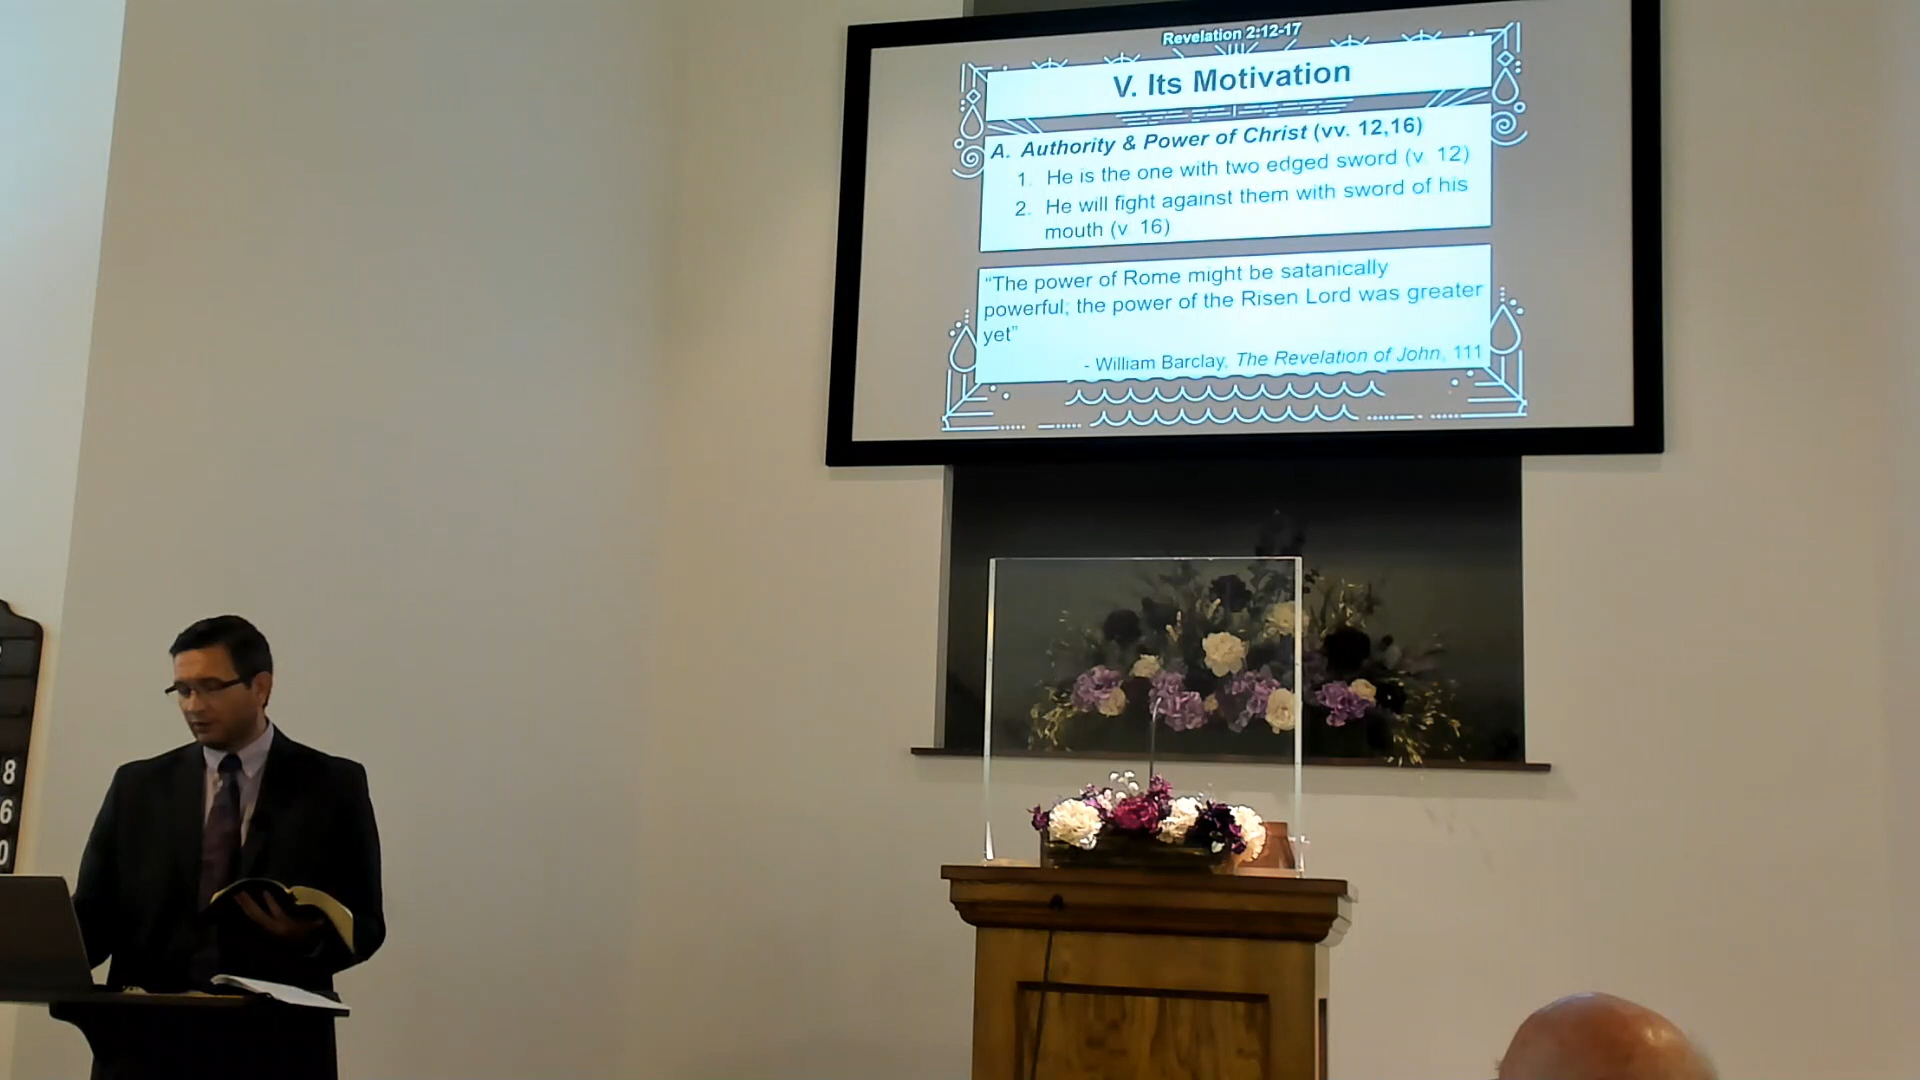 Revelation 2:12-17
V. Its Motivation
A. Authority & Power of Christ (vv. 12,16)
1. He is the one with two edged sword (v. 12)
2. He will fight against them with sword of his
mouth (v. 16)
"The power of Rome might be satanically
powerful; the power of the Risen Lord was greater
yet"
- William Barclay, The Revelation of John, 111
8
6
0